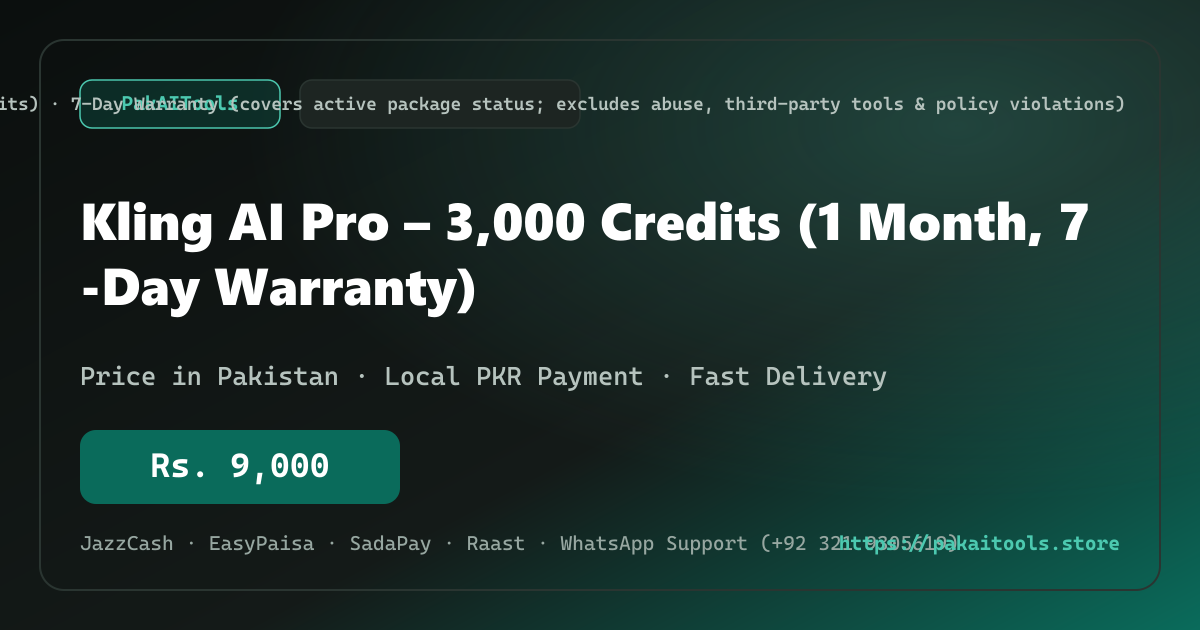 PakAITools
its) · 7-Day Warranty (covers active package status; excludes abuse, third-party tools & policy violations)
Kling AI Pro – 3,000 Credits (1 Month, 7
-Day Warranty)
Price in Pakistan · Local PKR Payment · Fast Delivery
Rs. 9,000
JazzCash · EasyPaisa · SadaPay · Raast · WhatsApp Support (+92 321
https://pakaitools.store